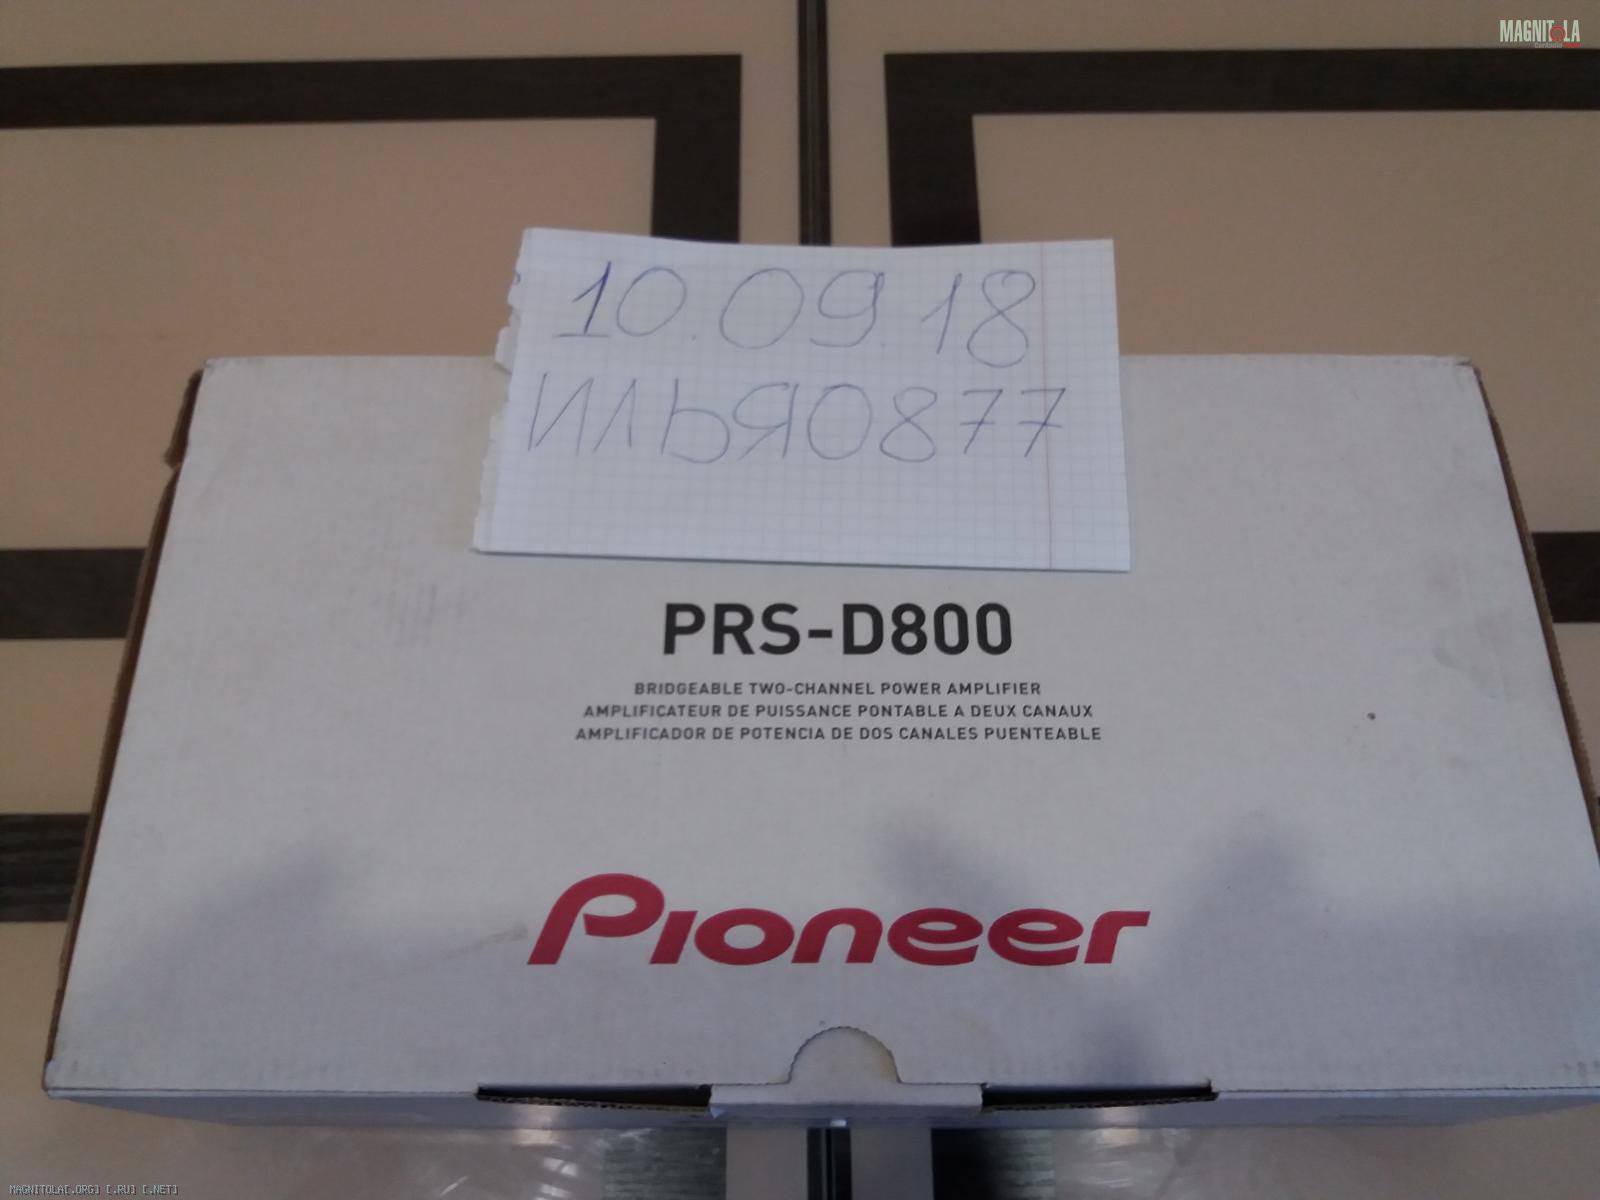 MAGNITOLA
10.09.18
ИЛЬЯ0877
PRS-D800
BRIDGEABLE TWO-CHANNEL POWER AMPLIFIER
AMPLIFICATEUR DE PUISSANCE PONTABLE A DEUX CANAUX
AMPLIFICADOR DE POTENCIA DE DOS CANALES PUENTEABLE
Pioneer
MAGNITOLA[.ORG] [.RU] [.NET]